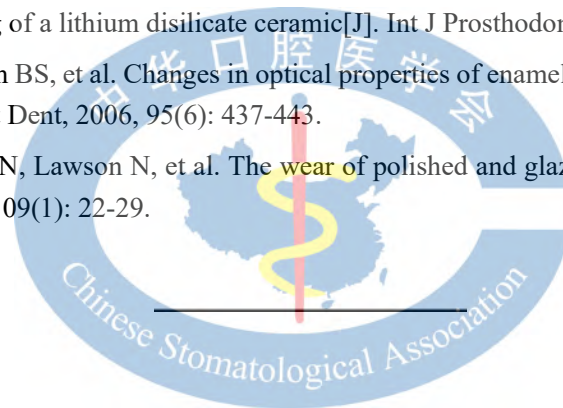 g of a lithium disilicate ceramic[J]. Int J Prosthodor
n BS, et al. Changes in optical properties of enamel
Dent, 2006, 95(6): 437-443.
N, Lawson N, et al. The wear of polished and glaz
09(1): 22-29.
中华口腔医学会
Chinese Stomatological Association